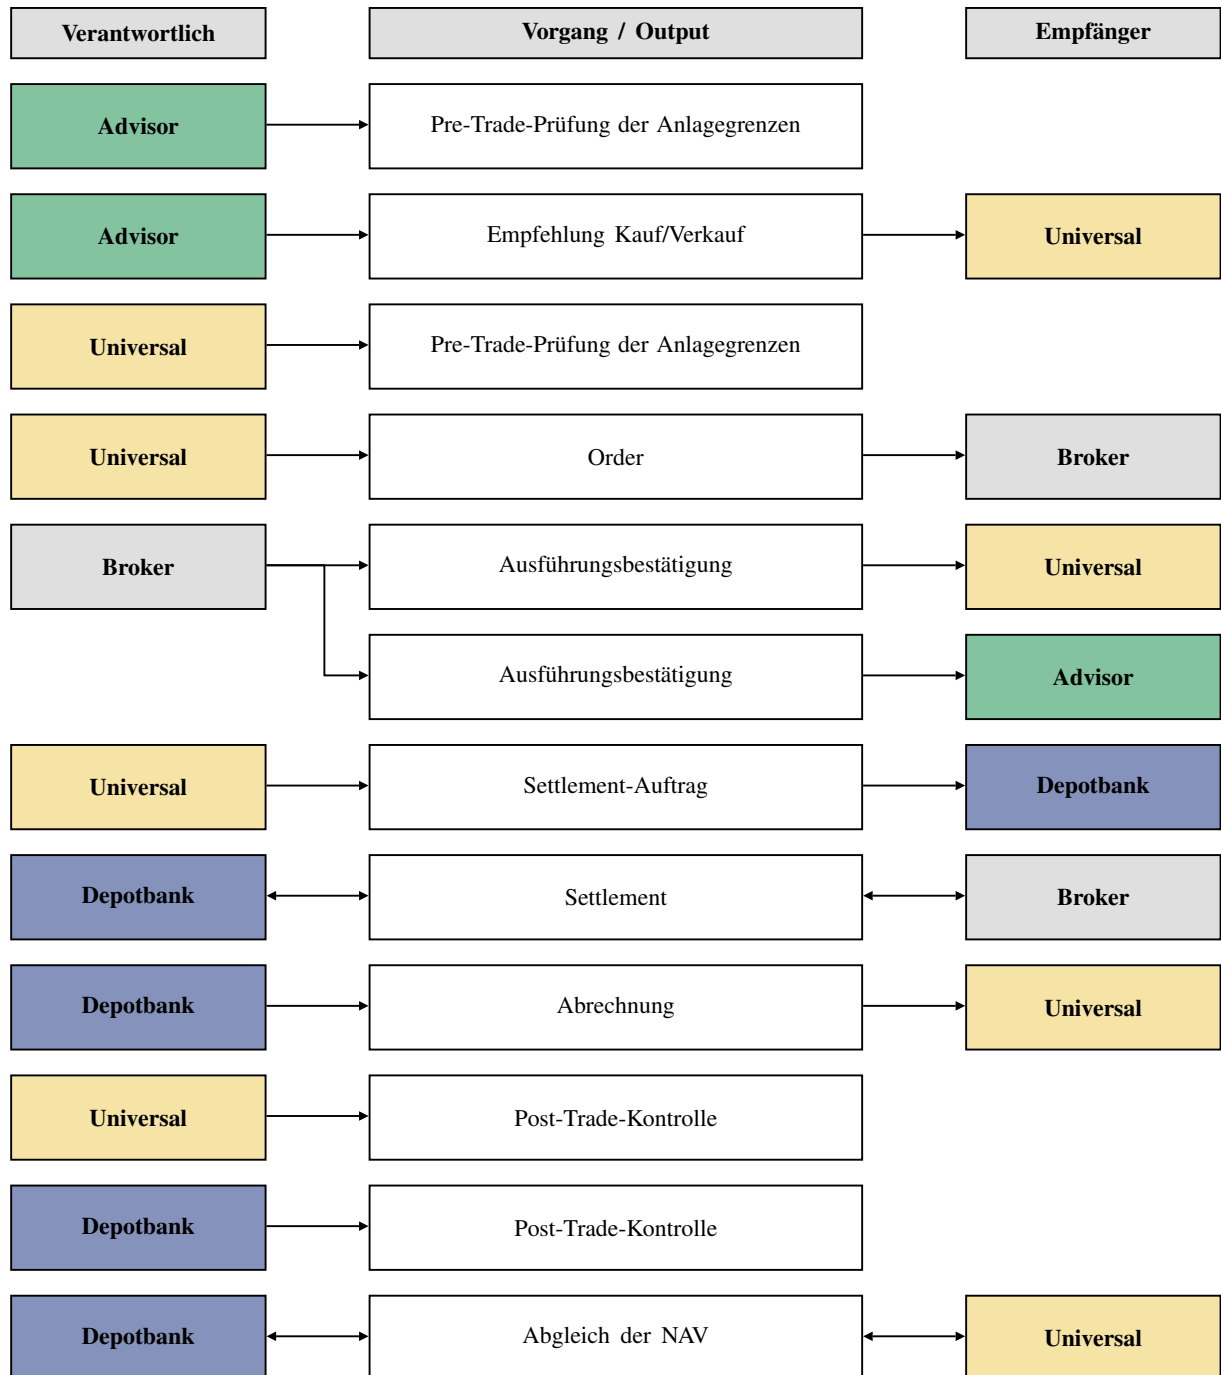 Verantwortlich Vorgang / Output Empfänger
Advisor Pre-Trade-Prüfung der Anlagegrenzen
Advisor Empfehlung Kauf/Verkauf Universal
Universal Pre-Trade-Prüfung der Anlagegrenzen
Universal Order Broker
Broker Ausführungsbestätigung Universal
Ausführungsbestätigung Advisor
Universal Settlement-Auftrag Depotbank
Depotbank Settlement Broker
Depotbank Abrechnung Universal
Universal Post-Trade-Kontrolle
Depotbank Post-Trade-Kontrolle
Depotbank Abgleich der NAV Universal